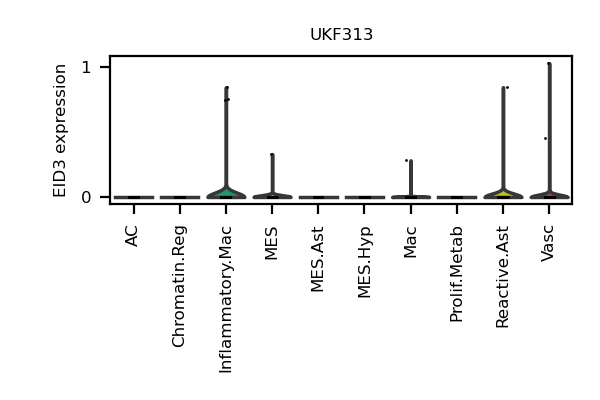 UKF313
EID3 expression
1
0
AC
Chromatin.Reg
Inflammatory.Mac
MES
MES.Ast
MES.Hyp
Mac
Prolif.Metab
Reactive.Ast
Vasc